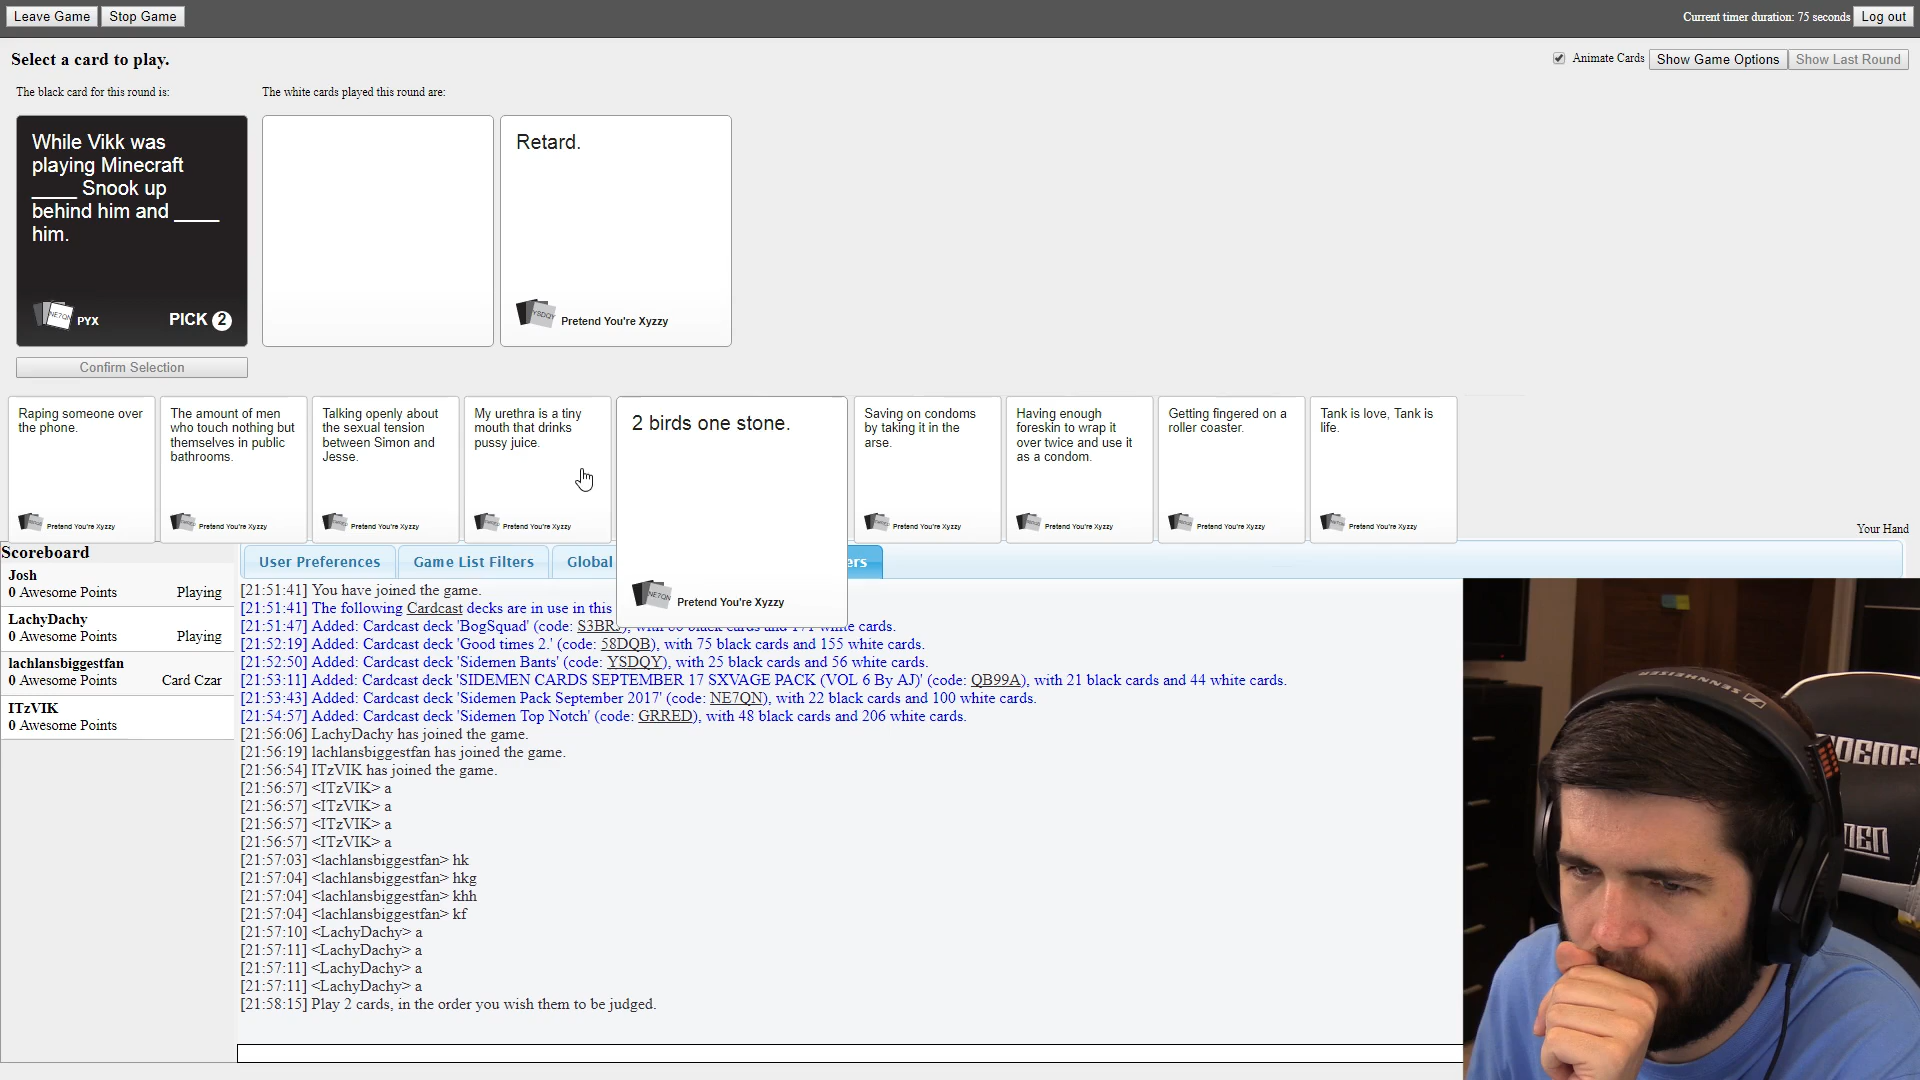 Leave Game Stop Game Current timer duration: 75 seconds Log out
Select a card to play.
Animate Cards Show Game Options Show Last Round
The black card for this round is:
The white cards played this round are:
While Vikk was
playing Minecraft
____ Snook up
behind him and ____
him.
NE7QN PYX PICK 2
Retard.
YSDQY Pretend You're Xyzzy
Confirm Selection
Raping someone over
the phone.
Pretend You're Xyzzy
The amount of men
who touch nothing but
themselves in public
bathrooms.
Pretend You're Xyzzy
Talking openly about
the sexual tension
between Simon and
Jesse.
Pretend You're Xyzzy
My urethra is a tiny
mouth that drinks
pussy juice.
Pretend You're Xyzzy
2 birds one stone.
NE7QN Pretend You're Xyzzy
Saving on condoms
by taking it in the
arse.
Pretend You're Xyzzy
Having enough
foreskin to wrap it
over twice and use it
as a condom.
Pretend You're Xyzzy
Getting fingered on a
roller coaster.
Pretend You're Xyzzy
Tank is love, Tank is
life.
Pretend You're Xyzzy
Your Hand
Scoreboard
Josh
0 Awesome Points Playing
LachyDachy
0 Awesome Points Playing
lachlansbiggestfan
0 Awesome Points Card Czar
ITzVIK
0 Awesome Points
User Preferences Game List Filters Global ers
[21:51:41] You have joined the game.
[21:51:41] The following Cardcast decks are in use in this
[21:51:47] Added: Cardcast deck 'BogSquad' (code: S3BR cards.
[21:52:19] Added: Cardcast deck 'Good times 2.' (code: 58DQB), with 75 black cards and 155 white cards.
[21:52:50] Added: Cardcast deck 'Sidemen Bants' (code: YSDQY), with 25 black cards and 56 white cards.
[21:53:11] Added: Cardcast deck 'SIDEMEN CARDS SEPTEMBER 17 SXVAGE PACK (VOL 6 By AJ)' (code: QB99A), with 21 black cards and 44 white cards.
[21:53:43] Added: Cardcast deck 'Sidemen Pack September 2017' (code: NE7QN), with 22 black cards and 100 white cards.
[21:54:57] Added: Cardcast deck 'Sidemen Top Notch' (code: GRRED), with 48 black cards and 206 white cards.
[21:56:06] LachyDachy has joined the game.
[21:56:19] lachlansbiggestfan has joined the game.
[21:56:54] ITzVIK has joined the game.
[21:56:57] <ITzVIK> a
[21:56:57] <ITzVIK> a
[21:56:57] <ITzVIK> a
[21:56:57] <ITzVIK> a
[21:57:03] <lachlansbiggestfan> hk
[21:57:04] <lachlansbiggestfan> hkg
[21:57:04] <lachlansbiggestfan> khh
[21:57:04] <lachlansbiggestfan> kf
[21:57:10] <LachyDachy> a
[21:57:11] <LachyDachy> a
[21:57:11] <LachyDachy> a
[21:57:11] <LachyDachy> a
[21:58:15] Play 2 cards, in the order you wish them to be judged.
SENNHEISER
IDEMEN
MEN